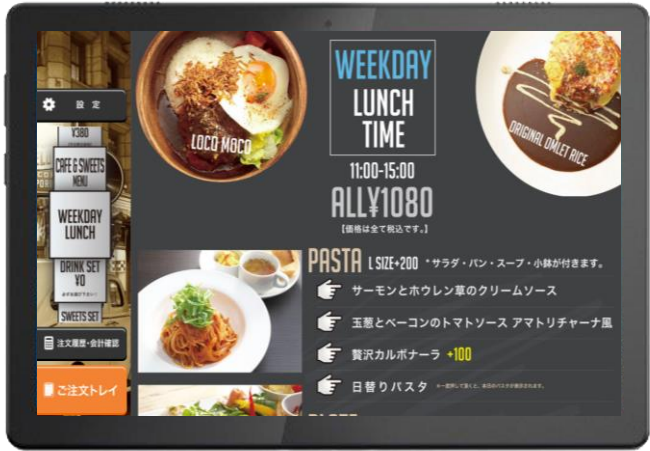 設定
¥380
CAFE & SWEETS
MENU
WEEKDAY
LUNCH
DRINK SET
¥0
SWEETS SET
注文履歴・会計確認
ご注文トレイ
LOCO MOCO
WEEKDAY
LUNCH
TIME
11:00-15:00
ALL¥1080
【価格は全て税込です。】
ORIGINAL OMLET RICE
PASTA L SIZE+200 *サラダ・パン・スープ・小鉢が付きます。
サーモンとホウレン草のクリームソース
玉葱とベーコンのトマトソース アマトリチャーナ風
贅沢カルボナーラ +100
日替りパスタ